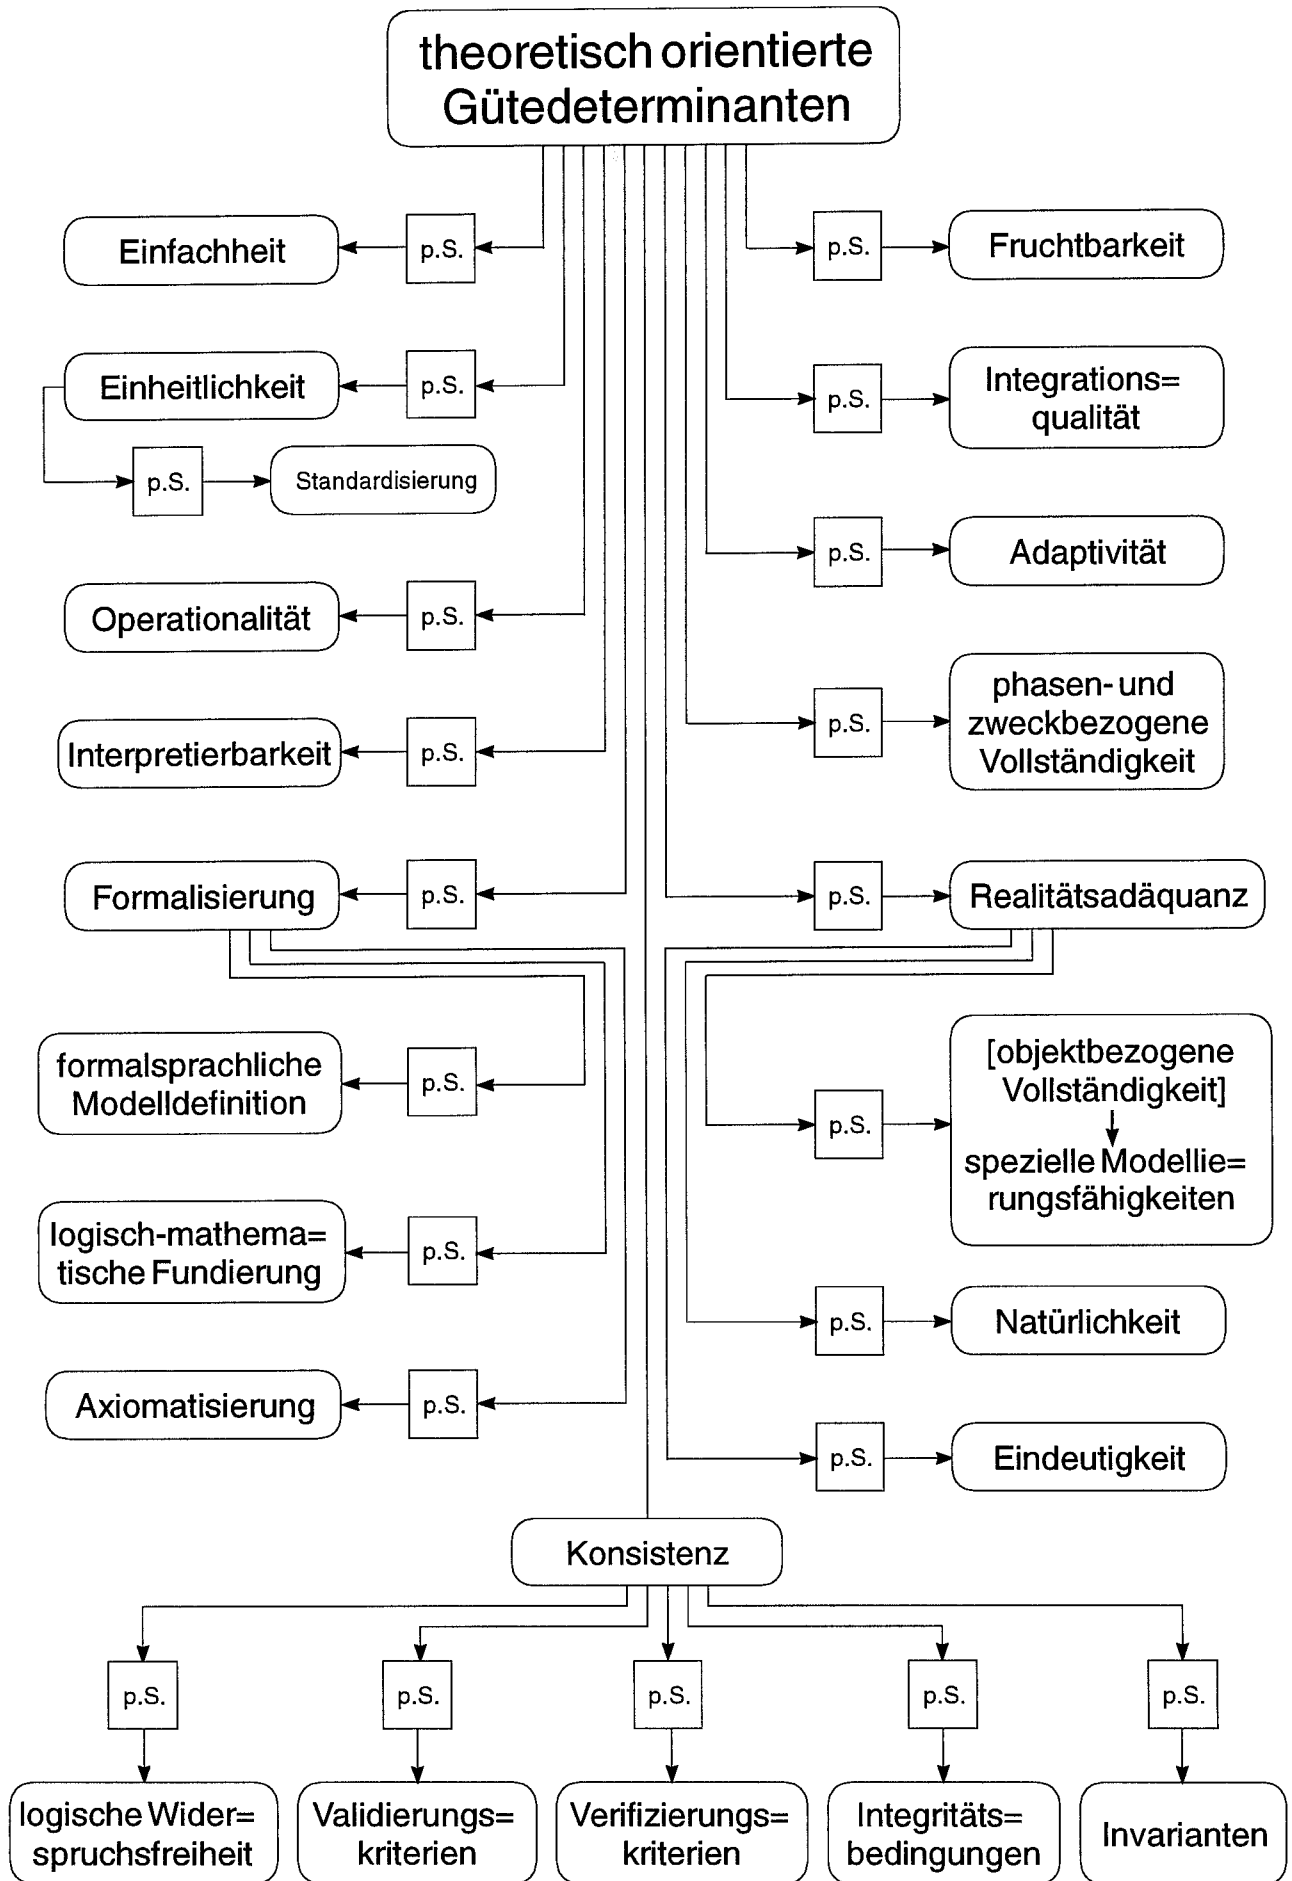 theoretisch orientierte
Gütedeterminanten
Einfachheit
p.S.
p.S.
Fruchtbarkeit
Einheitlichkeit
p.S.
p.S.
Integrations=
qualität
p.S.
Standardisierung
p.S.
Adaptivität
Operationalität
p.S.
p.S.
phasen- und
zweckbezogene
Vollständigkeit
Interpretierbarkeit
p.S.
Formalisierung
p.S.
p.S.
Realitätsadäquanz
formalsprachliche
Modelldefinition
p.S.
p.S.
[objektbezogene
Vollständigkeit]
spezielle Modellie=
rungsfähigkeiten
logisch-mathema=
tische Fundierung
p.S.
p.S.
Natürlichkeit
Axiomatisierung
p.S.
p.S.
Eindeutigkeit
Konsistenz
p.S.
p.S.
p.S.
p.S.
p.S.
logische Wider=
spruchsfreiheit
Validierungs=
kriterien
Verifizierungs=
kriterien
Integritäts=
bedingungen
Invarianten